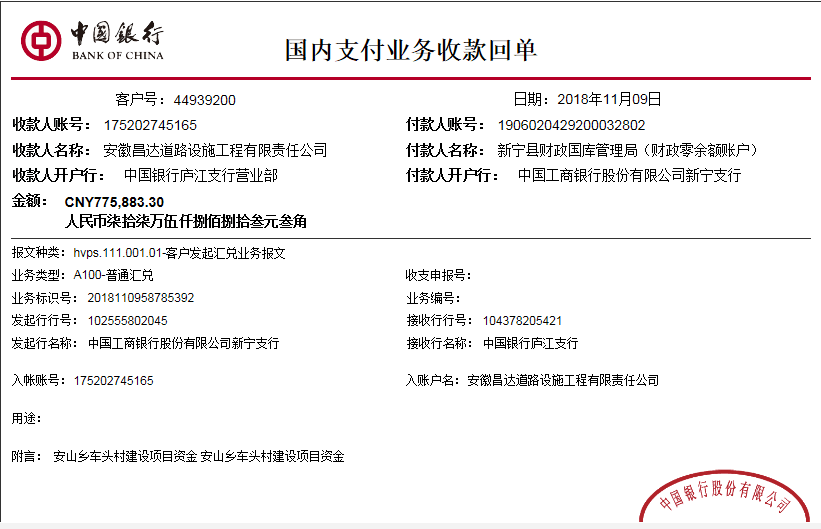 中国银行
BANK OF CHINA
国内支付业务收款回单
客户号：44939200 日期：2018年11月09日
收款人账号：175202745165 付款人账号：1906020429200032802
收款人名称：安徽昌达道路设施工程有限责任公司 付款人名称：新宁县财政国库管理局（财政零余额账户）
收款人开户行：中国银行庐江支行营业部 付款人开户行：中国工商银行股份有限公司新宁支行
金额：CNY775,883.30
人民币柒拾柒万伍仟捌佰捌拾叁元叁角
报文种类：hvps.111.001.01-客户发起汇兑业务报文
业务类型：A100-普通汇兑 收支申报号：
业务标识号：2018110958785392 业务编号：
发起行行号：102555802045 接收行行号：104378205421
发起行名称：中国工商银行股份有限公司新宁支行 接收行名称：中国银行庐江支行
入帐账号：175202745165 入账户名：安徽昌达道路设施工程有限责任公司
用途：
附言：安山乡车头村建设项目资金 安山乡车头村建设项目资金
中国银行股份有限公司